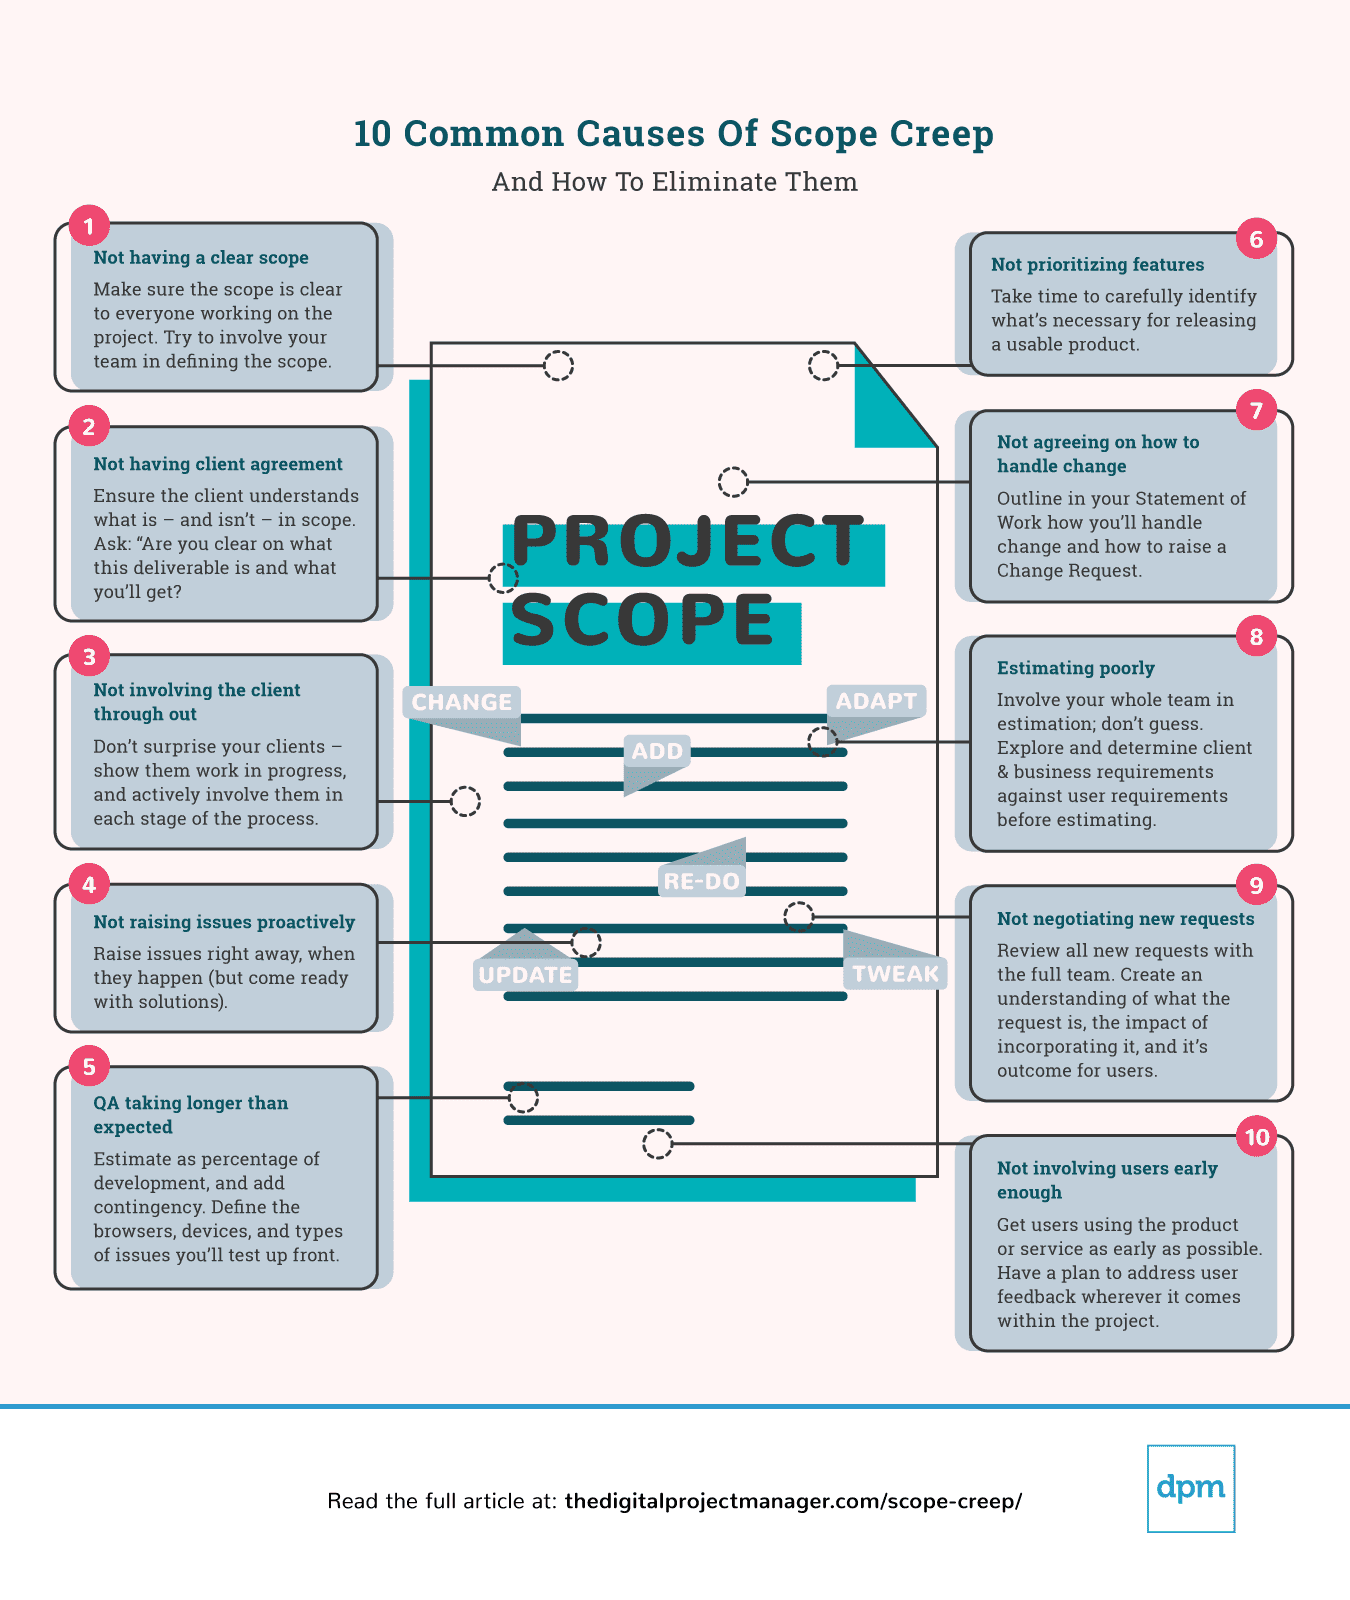 10 Common Causes Of Scope Creep
And How To Eliminate Them
1
Not having a clear scope
Make sure the scope is clear
to everyone working on the
project. Try to involve your
team in defining the scope.
2
Not having client agreement
Ensure the client understands
what is – and isn’t – in scope.
Ask: “Are you clear on what
this deliverable is and what
you’ll get?
3
Not involving the client
through out
Don’t surprise your clients –
show them work in progress,
and actively involve them in
each stage of the process.
4
Not raising issues proactively
Raise issues right away, when
they happen (but come ready
with solutions).
5
QA taking longer than
expected
Estimate as percentage of
development, and add
contingency. Define the
browsers, devices, and types
of issues you’ll test up front.
PROJECT
SCOPE
CHANGE
ADAPT
ADD
RE-DO
UPDATE
TWEAK
6
Not prioritizing features
Take time to carefully identify
what’s necessary for releasing
a usable product.
7
Not agreeing on how to
handle change
Outline in your Statement of
Work how you’ll handle
change and how to raise a
Change Request.
8
Estimating poorly
Involve your whole team in
estimation; don’t guess.
Explore and determine client
& business requirements
against user requirements
before estimating.
9
Not negotiating new requests
Review all new requests with
the full team. Create an
understanding of what the
request is, the impact of
incorporating it, and it’s
outcome for users.
10
Not involving users early
enough
Get users using the product
or service as early as possible.
Have a plan to address user
feedback wherever it comes
within the project.
Read the full article at: thedigitalprojectmanager.com/scope-creep/
dpm